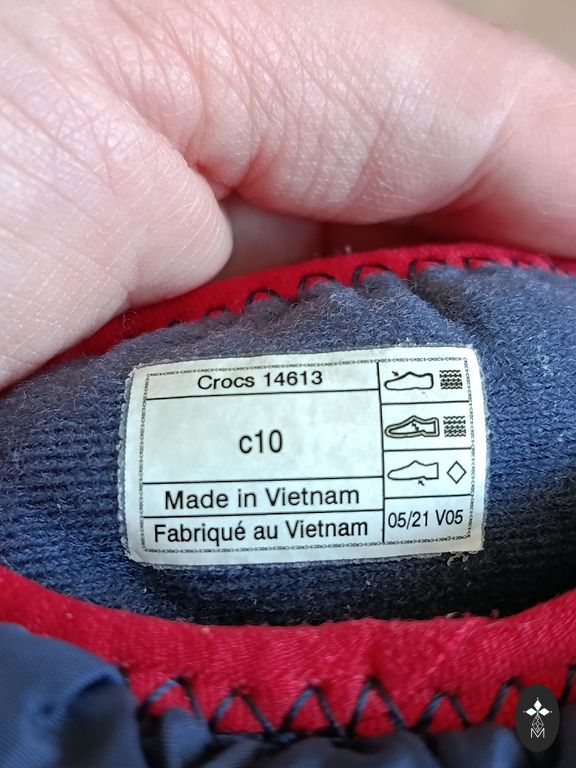 Crocs 14613
c10
Made in Vietnam
Fabriqué au Vietnam
05/21 V05
M